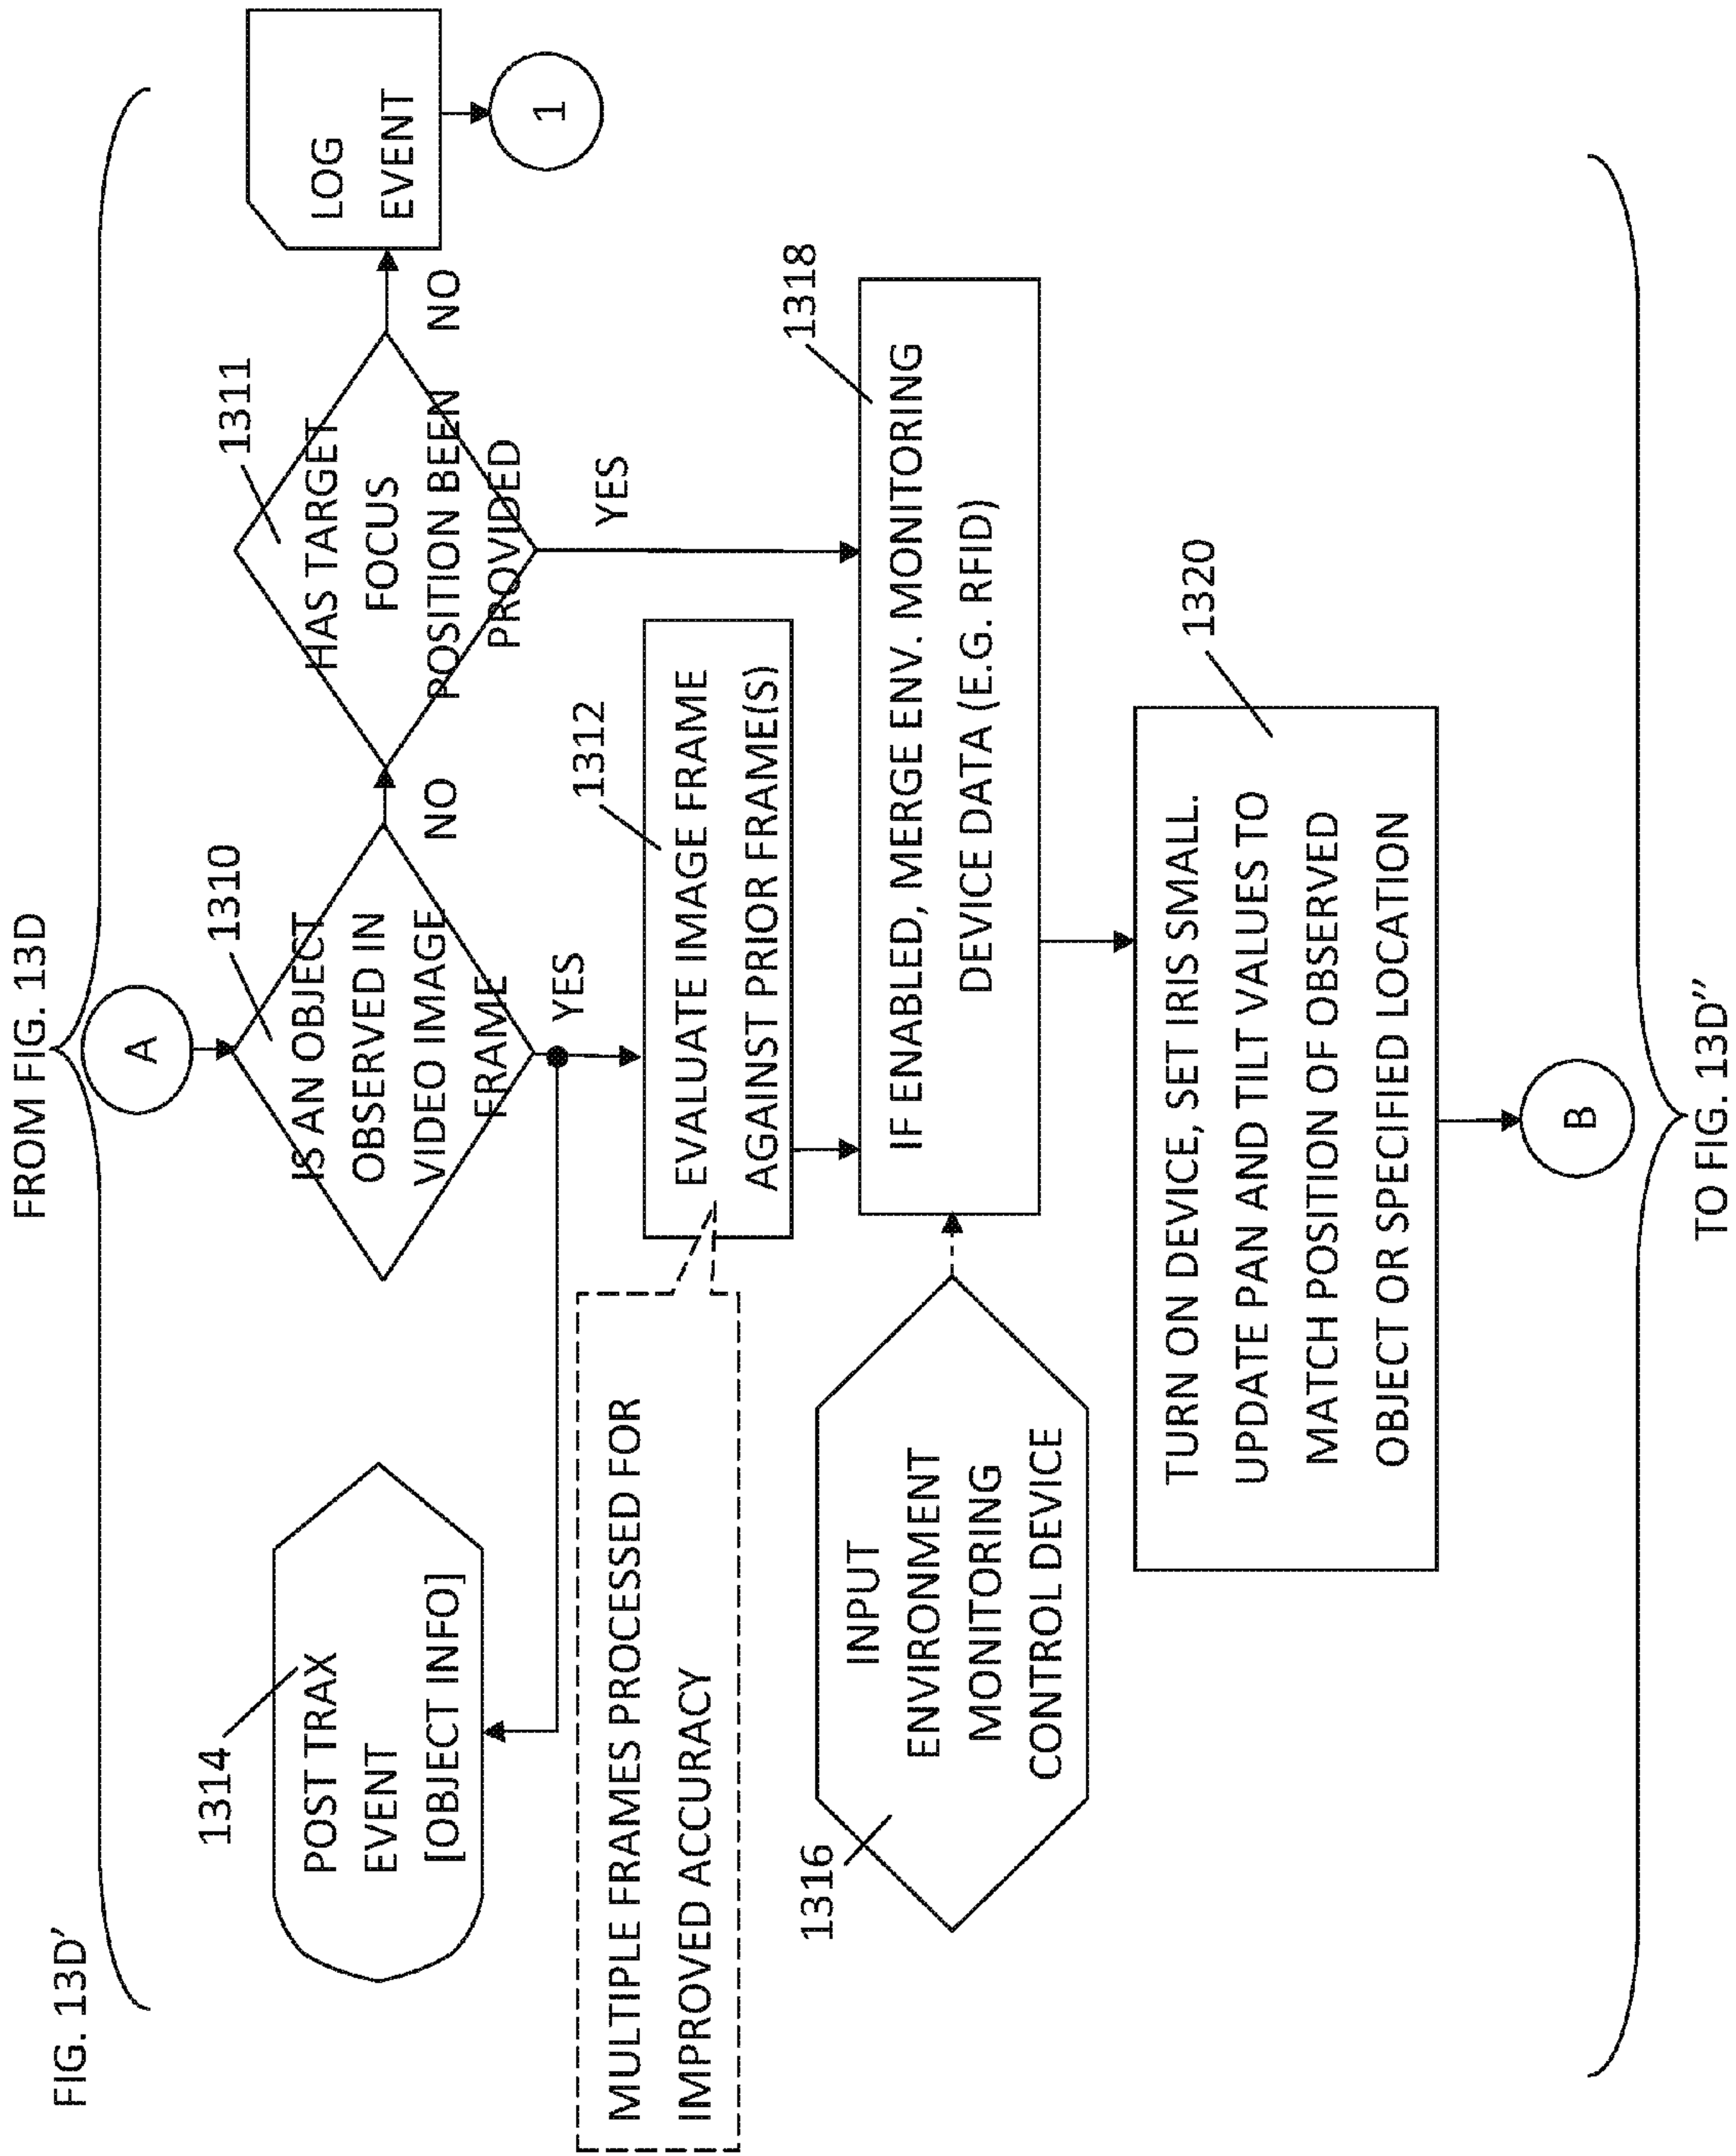 FIG. 13D'
FROM FIG. 13D
A
1310
IS AN OBJECT
OBSERVED IN
VIDEO IMAGE
FRAME
NO
YES
1311
HAS TARGET
FOCUS
POSITION BEEN
PROVIDED
NO
YES
LOG
EVENT
1
1314
POST TRAX
EVENT
[OBJECT INFO]
1312
EVALUATE IMAGE FRAME
AGAINST PRIOR FRAME(S)
MULTIPLE FRAMES PROCESSED FOR
IMPROVED ACCURACY
1316
INPUT
ENVIRONMENT
MONITORING
CONTROL DEVICE
1318
IF ENABLED, MERGE ENV. MONITORING
DEVICE DATA (E.G. RFID)
1320
TURN ON DEVICE, SET IRIS SMALL.
UPDATE PAN AND TILT VALUES TO
MATCH POSITION OF OBSERVED
OBJECT OR SPECIFIED LOCATION
B
TO FIG. 13D''